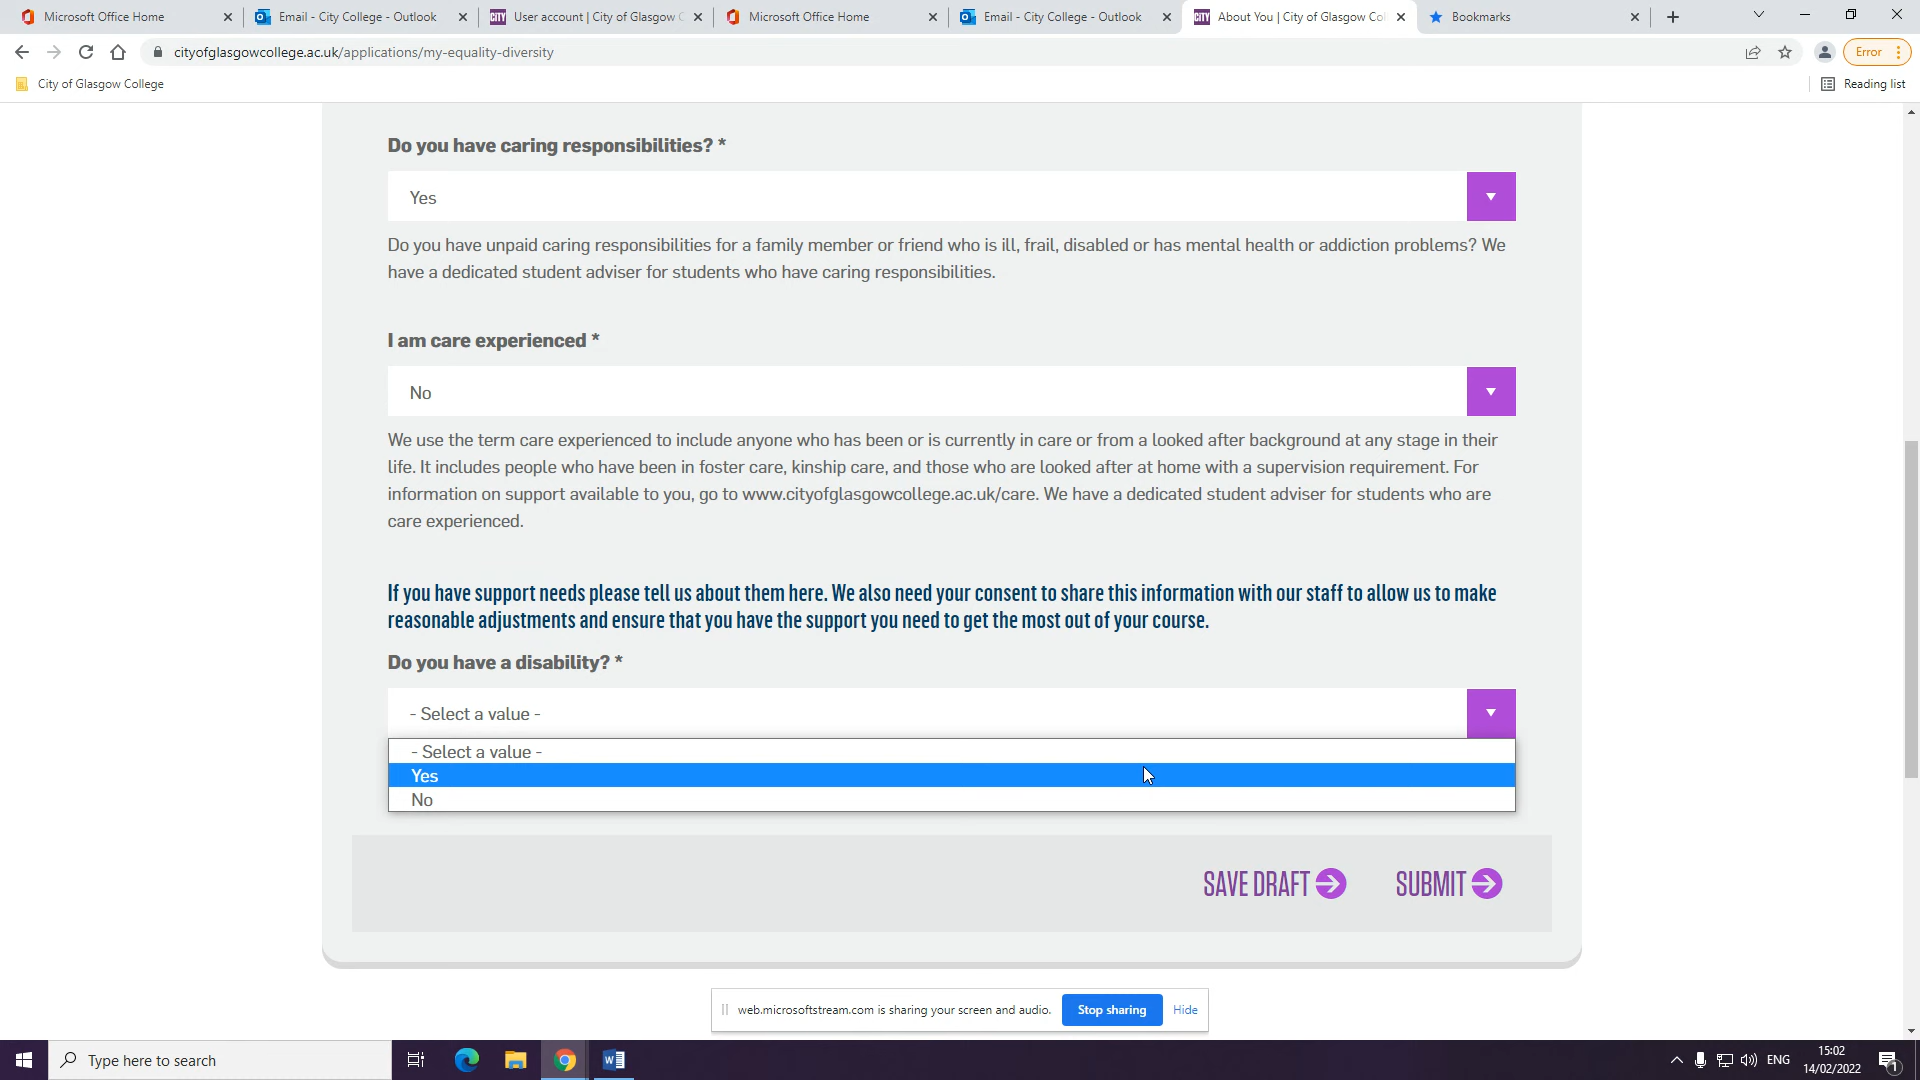 Microsoft Office Home
Email - City College - Outlook
CITY User account | City of Glasgow C
Microsoft Office Home
Email - City College - Outlook
CITY About You | City of Glasgow Col
Bookmarks
cityofglasgowcollege.ac.uk/applications/my-equality-diversity
Error
City of Glasgow College
Reading list
Do you have caring responsibilities? *
Yes
Do you have unpaid caring responsibilities for a family member or friend who is ill, frail, disabled or has mental health or addiction problems? We
have a dedicated student adviser for students who have caring responsibilities.
I am care experienced *
No
We use the term care experienced to include anyone who has been or is currently in care or from a looked after background at any stage in their
life. It includes people who have been in foster care, kinship care, and those who are looked after at home with a supervision requirement. For
information on support available to you, go to www.cityofglasgowcollege.ac.uk/care. We have a dedicated student adviser for students who are
care experienced.
If you have support needs please tell us about them here. We also need your consent to share this information with our staff to allow us to make
reasonable adjustments and ensure that you have the support you need to get the most out of your course.
Do you have a disability? *
- Select a value -
- Select a value -
Yes
No
SAVE DRAFT
SUBMIT
web.microsoftstream.com is sharing your screen and audio.
Stop sharing
Hide
Type here to search
ENG
15:02
14/02/2022
1